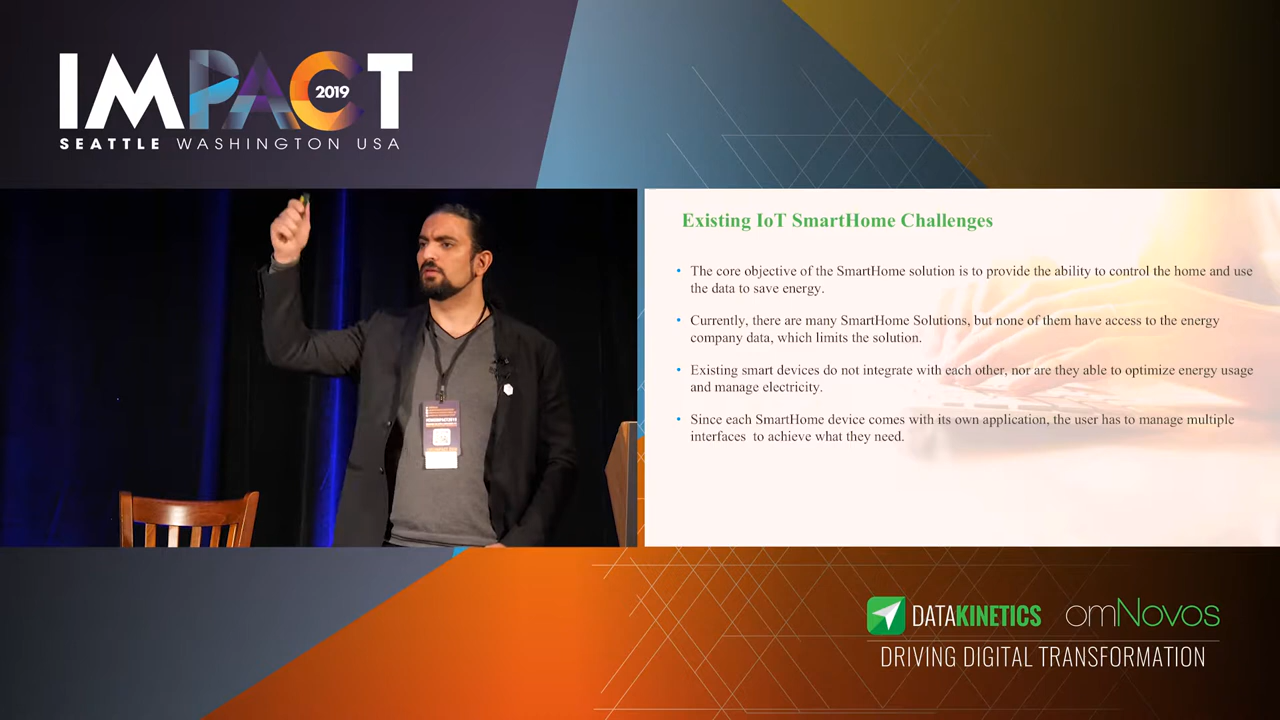 IMPACT
2019
SEATTLE WASHINGTON USA
Existing IoT SmartHome Challenges
• The core objective of the SmartHome solution is to provide the ability to control the home and use
the data to save energy.
• Currently, there are many SmartHome Solutions, but none of them have access to the energy
company data, which limits the solution.
• Existing smart devices do not integrate with each other, nor are they able to optimize energy usage
and manage electricity.
• Since each SmartHome device comes with its own application, the user has to manage multiple
interfaces to achieve what they need.
DATAKINETICS omNovos
DRIVING DIGITAL TRANSFORMATION